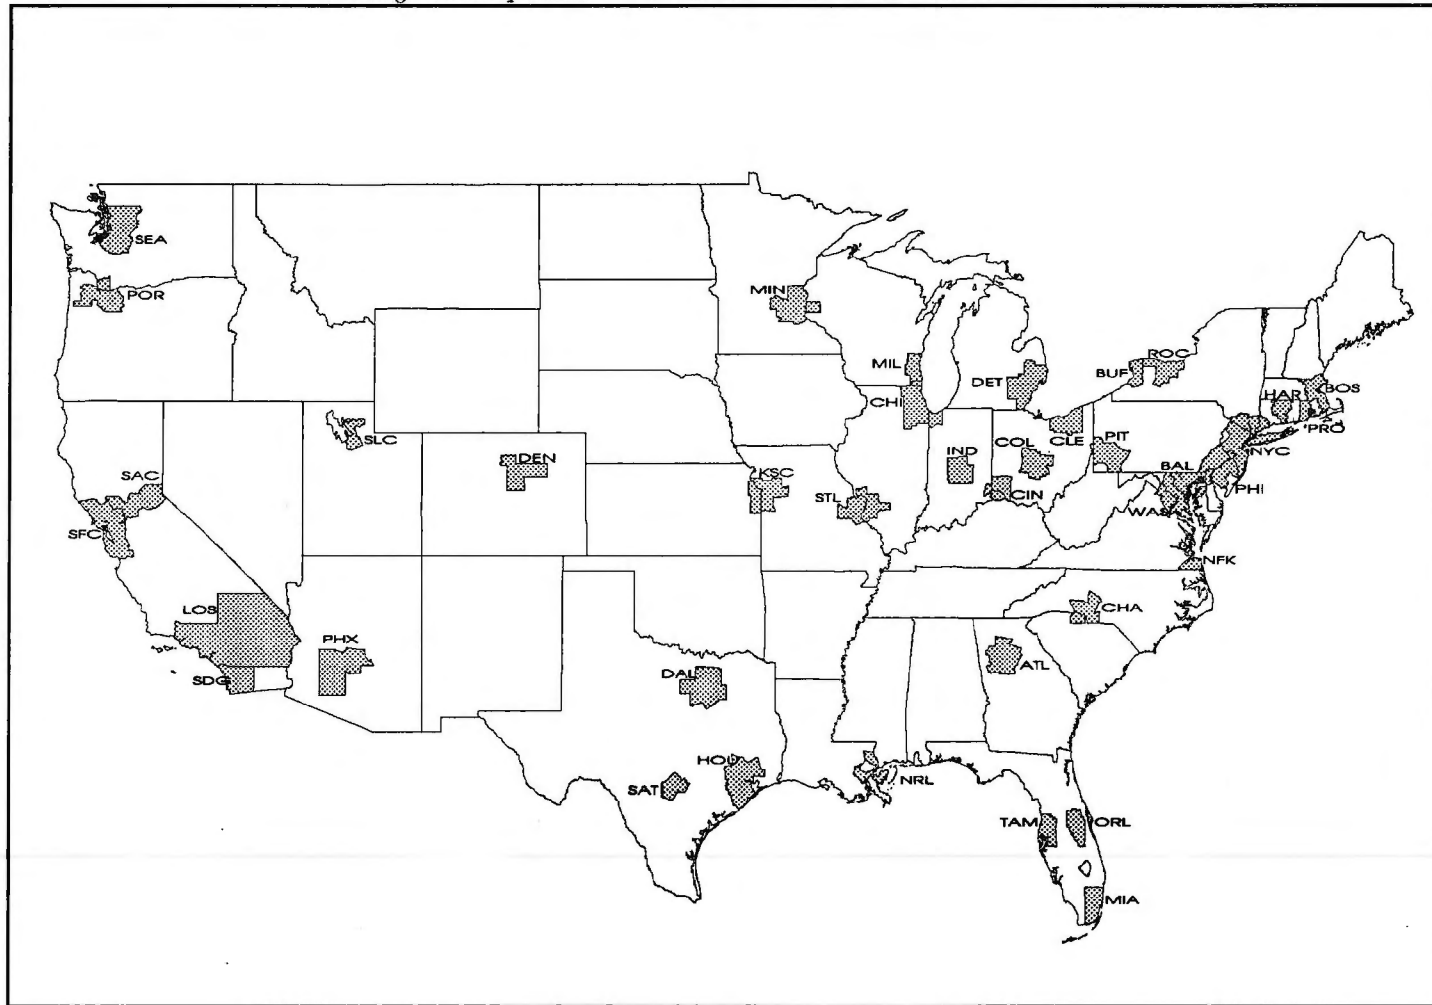 SEA
POR
MIN
MIL
DET
BUF
ROC
CHI
HAR
BOS
SLC
PRO
DEN
IND
COL
CLE
PIT
NYC
SAC
KSC
BAL
STL
CIN
PHI
SFC
WAS
NFK
LOS
CHA
PHX
ATL
SDG
DAL
HOU
SAT
NRL
TAM
ORL
MIA